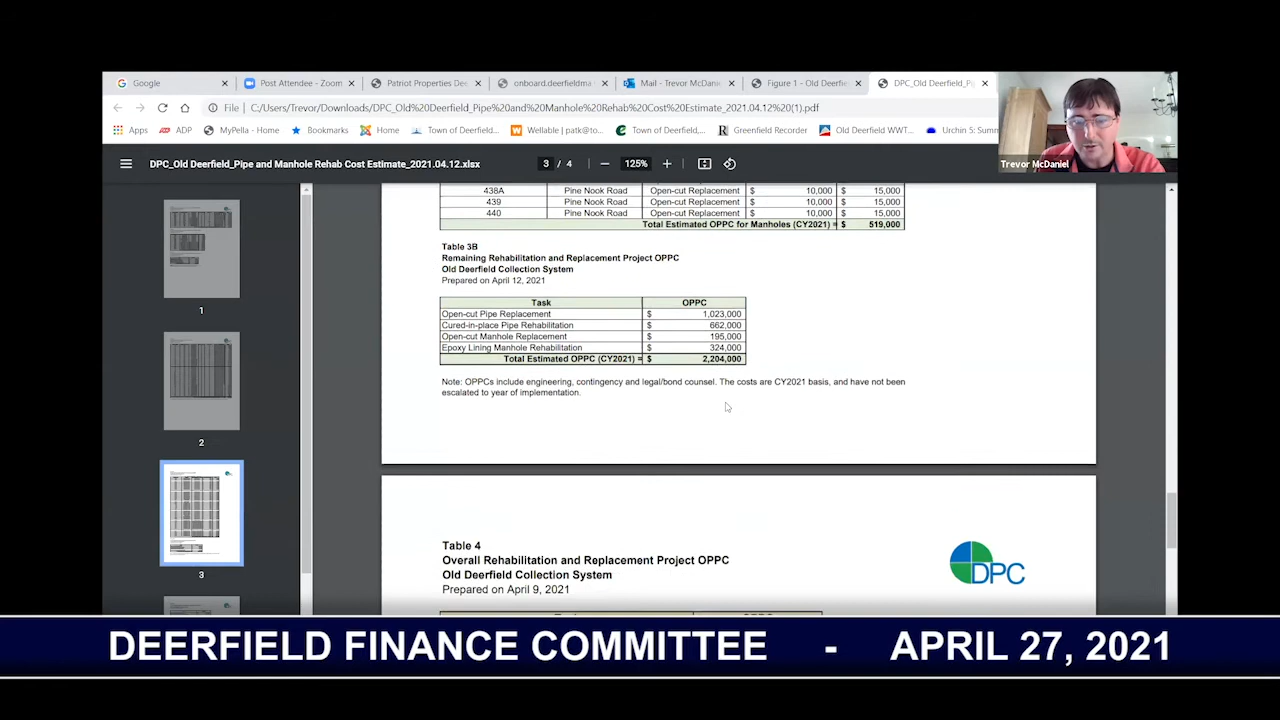 Google
Post Attendee - Zoom
Patriot Properties De
onboard.deerfieldma
Mail - Trevor McDani
Figure 1 - Old Deerfi
DPC_Old Deerfield_Pi
File | C:/Users/Trevor/Downloads/DPC_Old%20Deerfield_Pipe%20and%20Manhole%20Rehab%20Cost%20Estimate_2021.04.12%20(1).pdf
Apps
ADP
MyPella - Home
Bookmarks
Home
Town of Deerfield...
Wellable | patk@to...
Town of Deerfield,...
Greenfield Recorder
Old Deerfield WWT...
Urchin 5: Summ
Trevor McDaniel
DPC_Old Deerfield_Pipe and Manhole Rehab Cost Estimate_2021.04.12.xlsx
3 / 4
125%
438A Pine Nook Road Open-cut Replacement $ 10,000 $ 15,000
439 Pine Nook Road Open-cut Replacement $ 10,000 $ 15,000
440 Pine Nook Road Open-cut Replacement $ 10,000 $ 15,000
Total Estimated OPPC for Manholes (CY2021) = $ 519,000
Table 3B
Remaining Rehabilitation and Replacement Project OPPC
Old Deerfield Collection System
Prepared on April 12, 2021
Task OPPC
Open-cut Pipe Replacement $ 1,023,000
Cured-in-place Pipe Rehabilitation $ 662,000
Open-cut Manhole Replacement $ 195,000
Epoxy Lining Manhole Rehabilitation $ 324,000
Total Estimated OPPC (CY2021) = $ 2,204,000
Note: OPPCs include engineering, contingency and legal/bond counsel. The costs are CY2021 basis, and have not been
escalated to year of implementation.
1
2
3
Table 4
Overall Rehabilitation and Replacement Project OPPC
Old Deerfield Collection System
Prepared on April 9, 2021
DPC
DEERFIELD FINANCE COMMITTEE - APRIL 27, 2021